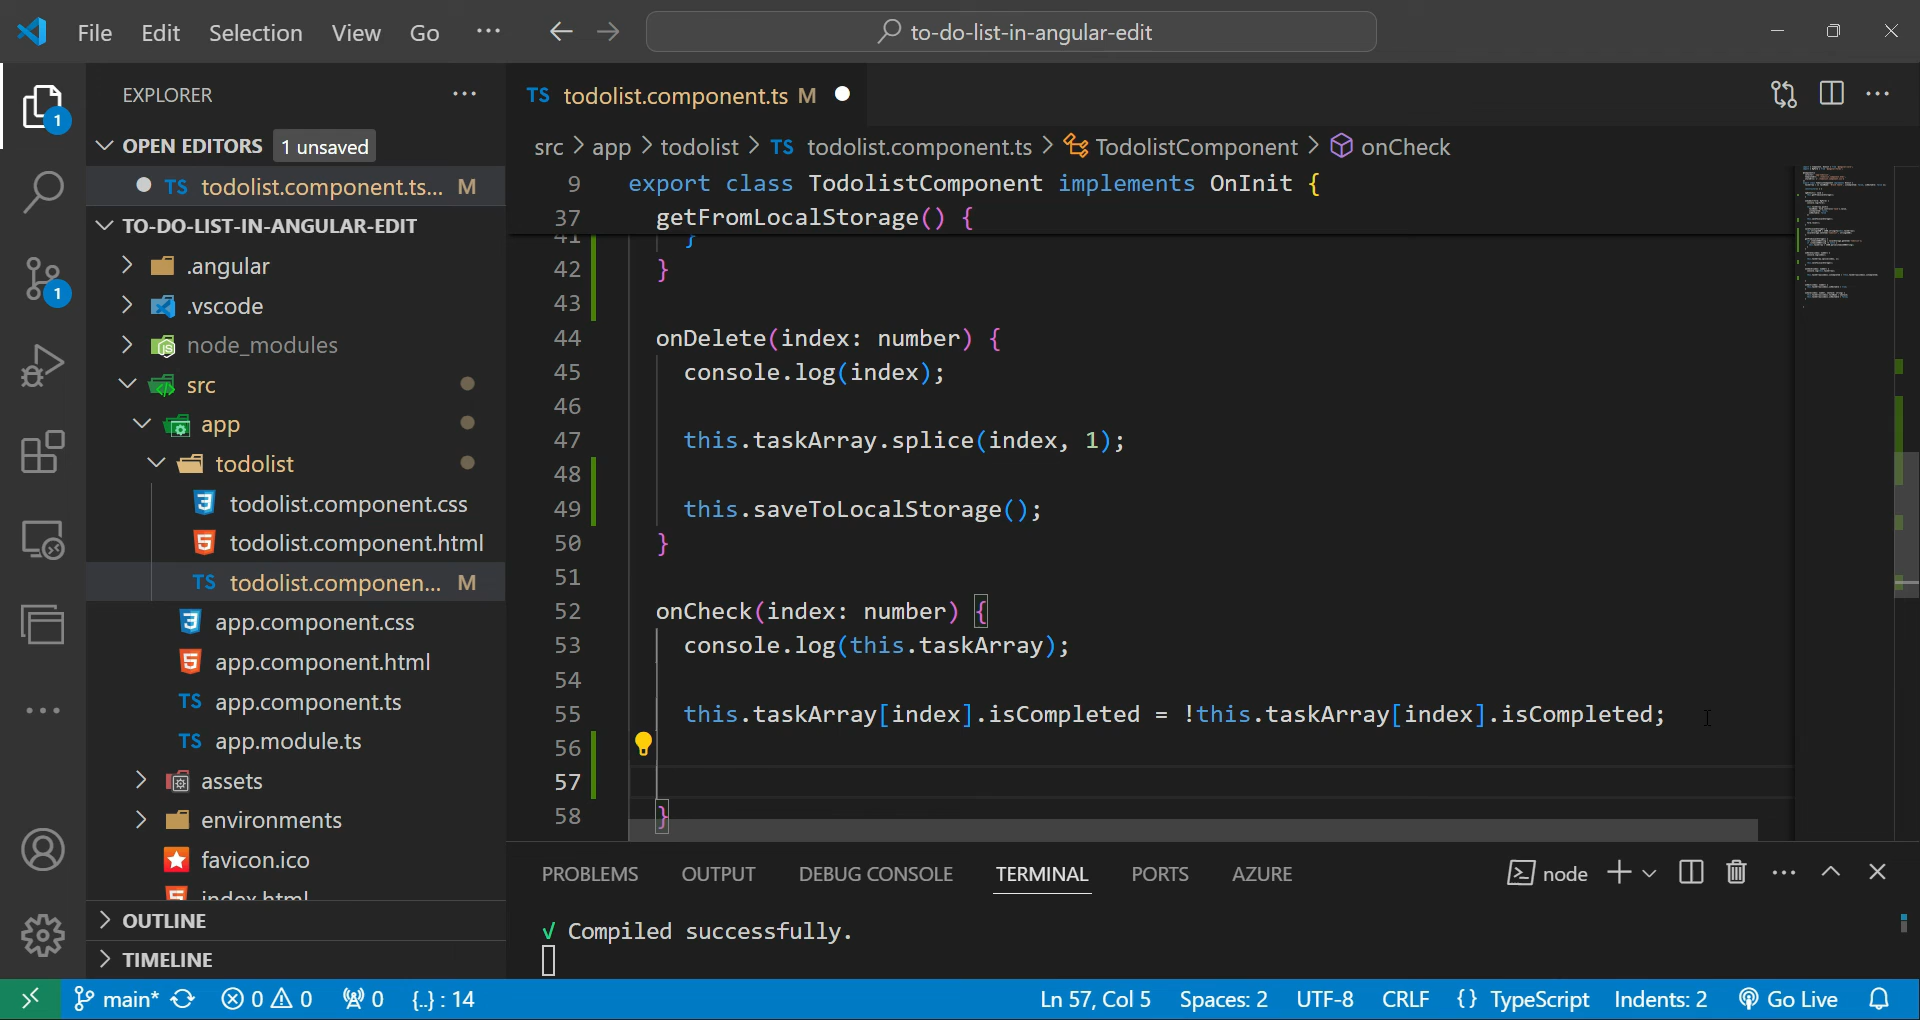 File Edit Selection View Go ··· to-do-list-in-angular-edit
EXPLORER
OPEN EDITORS 1 unsaved
TS todolist.component.ts... M
TO-DO-LIST-IN-ANGULAR-EDIT
.angular
.vscode
node_modules
src
app
todolist
todolist.component.css
todolist.component.html
TS todolist.componen... M
app.component.css
app.component.html
TS app.component.ts
TS app.module.ts
assets
environments
favicon.ico
index.html
OUTLINE
TIMELINE
TS todolist.component.ts M
src > app > todolist > TS todolist.component.ts > TodolistComponent > onCheck
9 export class TodolistComponent implements OnInit {
37 getFromLocalStorage() {
41 }
42 }
43
44 onDelete(index: number) {
45 console.log(index);
46
47 this.taskArray.splice(index, 1);
48
49 this.saveToLocalStorage();
50 }
51
52 onCheck(index: number) {
53 console.log(this.taskArray);
54
55 this.taskArray[index].isCompleted = !this.taskArray[index].isCompleted;
56
57
58 }
PROBLEMS OUTPUT DEBUG CONSOLE TERMINAL PORTS AZURE node
√ Compiled successfully.
main* 0 0 0 {..} : 14 Ln 57, Col 5 Spaces: 2 UTF-8 CRLF {} TypeScript Indents: 2 Go Live
1
1